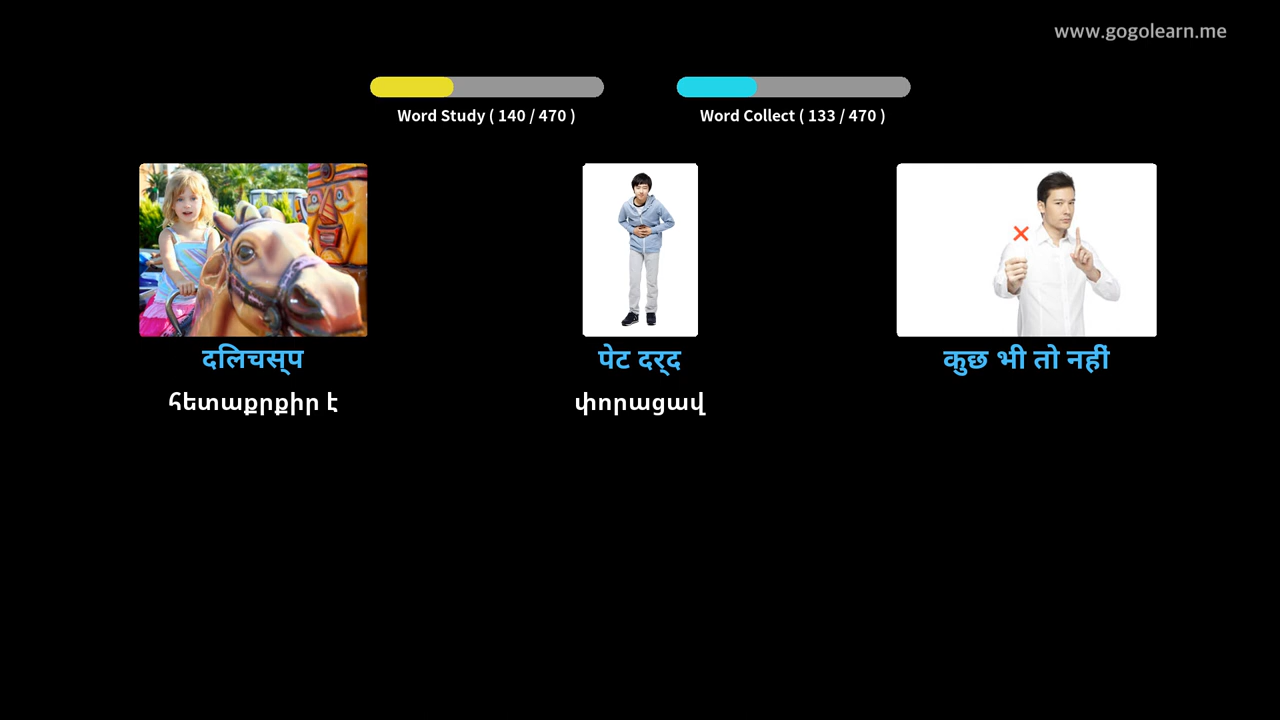 www.gogolearn.me
Word Study ( 140 / 470 )
Word Collect ( 133 / 470 )
दलिचस्प
पेट दर्द
कुछ भी तो नहीं
հետաքրքիր է
փորացավ